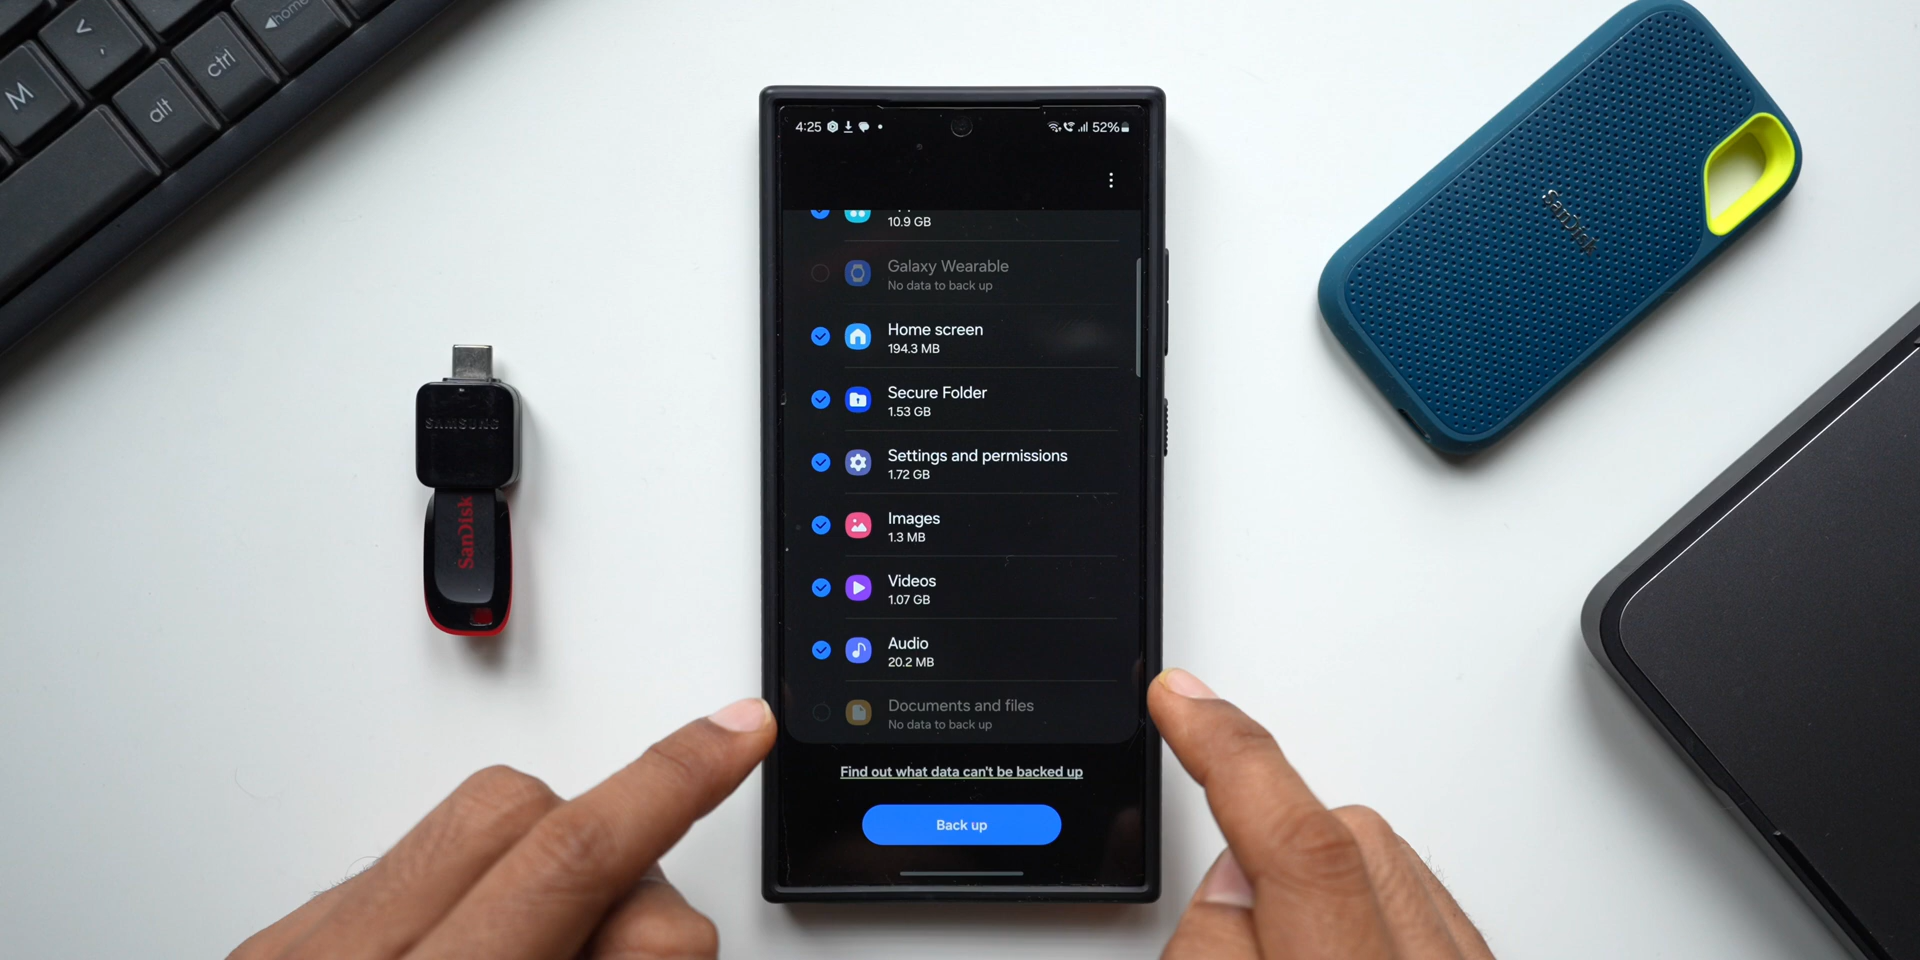 M
<
,
alt
ctrl
◀home
SAMSUNG
SanDisk
4:25
52%
10.9 GB
Galaxy Wearable
No data to back up
Home screen
194.3 MB
Secure Folder
1.53 GB
Settings and permissions
1.72 GB
Images
1.3 MB
Videos
1.07 GB
Audio
20.2 MB
Documents and files
No data to back up
Find out what data can't be backed up
Back up
SanDisk